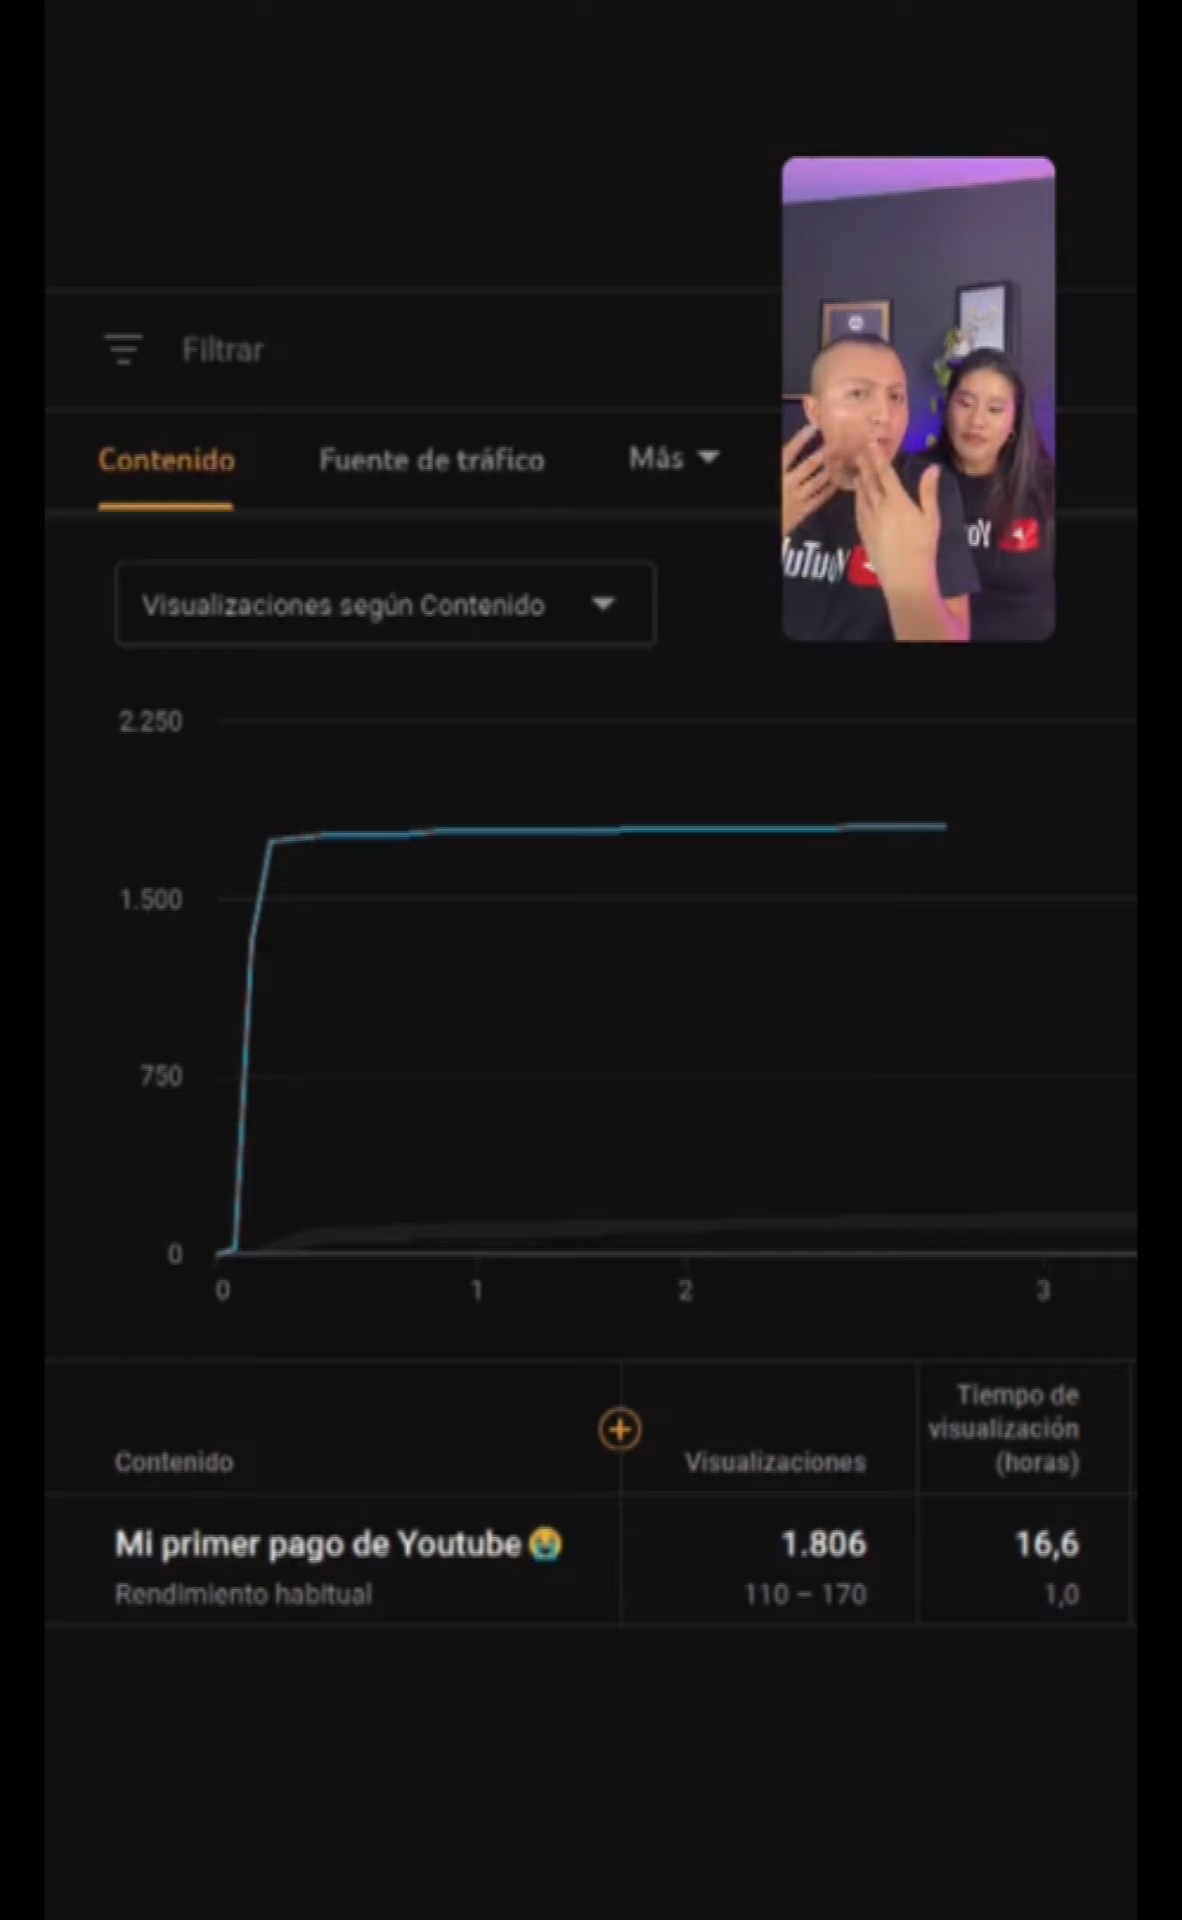 Filtrar
Contenido
Fuente de tráfico
Más
Visualizaciones según Contenido
2.250
1.500
750
0
0
1
2
3
Contenido
Visualizaciones
Tiempo de
visualización
(horas)
Mi primer pago de Youtube 😭
1.806
16,6
Rendimiento habitual
110 – 170
1,0